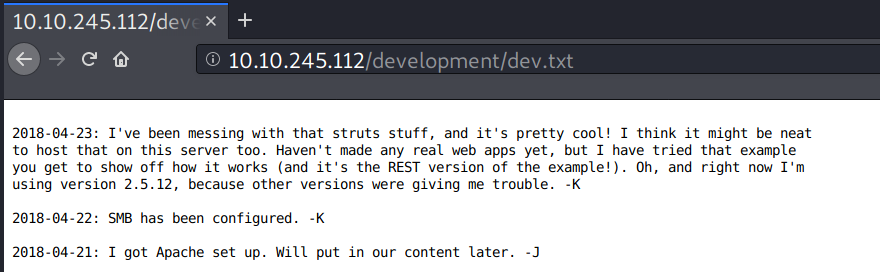 10.10.245.112/deve
10.10.245.112/development/dev.txt
2018-04-23: I've been messing with that struts stuff, and it's pretty cool! I think it might be neat
to host that on this server too. Haven't made any real web apps yet, but I have tried that example
you get to show off how it works (and it's the REST version of the example!). Oh, and right now I'm
using version 2.5.12, because other versions were giving me trouble. -K
2018-04-22: SMB has been configured. -K
2018-04-21: I got Apache set up. Will put in our content later. -J